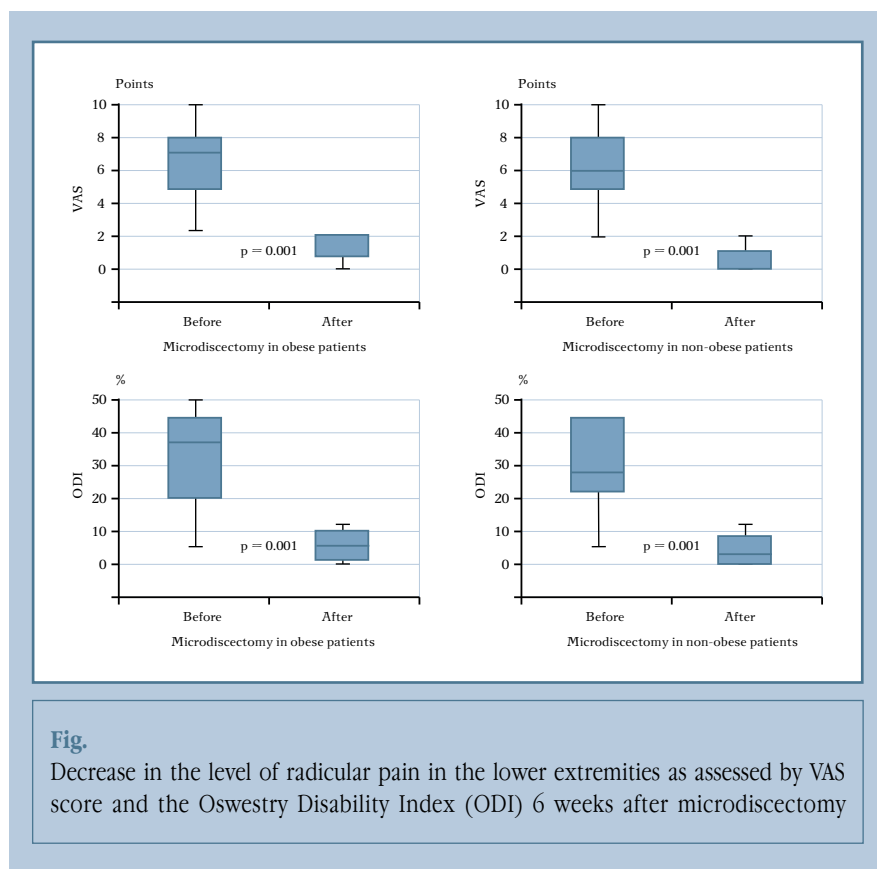 Points
10
8
6
4
2
0
VAS
p = 0.001
Before After
Microdiscectomy in obese patients
Points
10
8
6
4
2
0
VAS
p = 0.001
Before After
Microdiscectomy in non-obese patients
%
50
40
30
20
10
0
ODI
p = 0.001
Before After
Microdiscectomy in obese patients
%
50
40
30
20
10
0
ODI
p = 0.001
Before After
Microdiscectomy in non-obese patients
Fig.
Decrease in the level of radicular pain in the lower extremities as assessed by VAS
score and the Oswestry Disability Index (ODI) 6 weeks after microdiscectomy